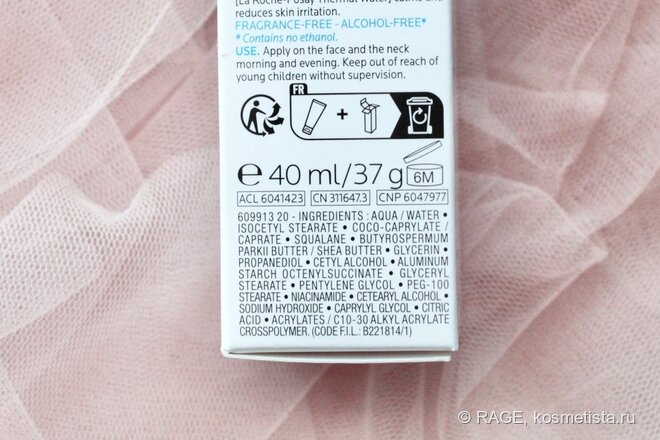 [La Roche-Posay Thermal Water] calms and
reduces skin irritation.
FRAGRANCE-FREE - ALCOHOL-FREE*
* Contains no ethanol.
USE. Apply on the face and the neck
morning and evening. Keep out of reach of
young children without supervision.
FR
+
e 40 ml/37 g 6M
ACL 6041423 CN 311647.3 CNP 6047977
609913 20 - INGREDIENTS : AQUA / WATER •
ISOCETYL STEARATE • COCO-CAPRYLATE /
CAPRATE • SQUALANE • BUTYROSPERMUM
PARKII BUTTER / SHEA BUTTER • GLYCERIN •
PROPANEDIOL • CETYL ALCOHOL • ALUMINUM
STARCH OCTENYLSUCCINATE • GLYCERYL
STEARATE • PENTYLENE GLYCOL • PEG-100
STEARATE • NIACINAMIDE • CETEARYL ALCOHOL •
SODIUM HYDROXIDE • CAPRYLYL GLYCOL • CITRIC
ACID • ACRYLATES / C10-30 ALKYL ACRYLATE
CROSSPOLYMER. (CODE F.I.L.: B221814/1)
© RAGE, kosmetista.ru